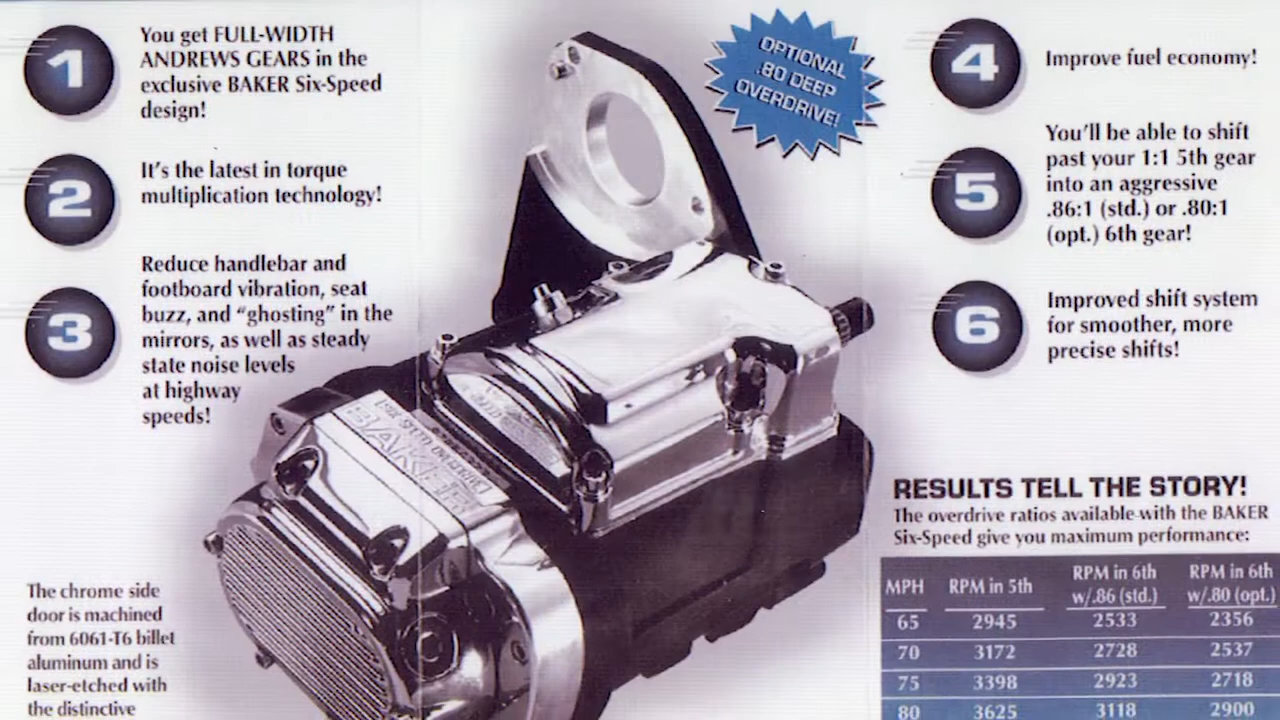 1
You get FULL-WIDTH
ANDREWS GEARS in the
exclusive BAKER Six-Speed
design!
2
It's the latest in torque
multiplication technology!
3
Reduce handlebar and
footboard vibration, seat
buzz, and “ghosting” in the
mirrors, as well as steady
state noise levels
at highway
speeds!
The chrome side
door is machined
from 6061-T6 billet
aluminum and is
laser-etched with
the distinctive
OPTIONAL
.80 DEEP
OVERDRIVE!
BAKER
4
Improve fuel economy!
5
You'll be able to shift
past your 1:1 5th gear
into an aggressive
.86:1 (std.) or .80:1
(opt.) 6th gear!
6
Improved shift system
for smoother, more
precise shifts!
RESULTS TELL THE STORY!
The overdrive ratios available with the BAKER
Six-Speed give you maximum performance:
MPH RPM in 5th RPM in 6th w/.86 (std.) RPM in 6th w/.80 (opt.)
65 2945 2533 2356
70 3172 2728 2537
75 3398 2923 2718
80 3625 3118 2900